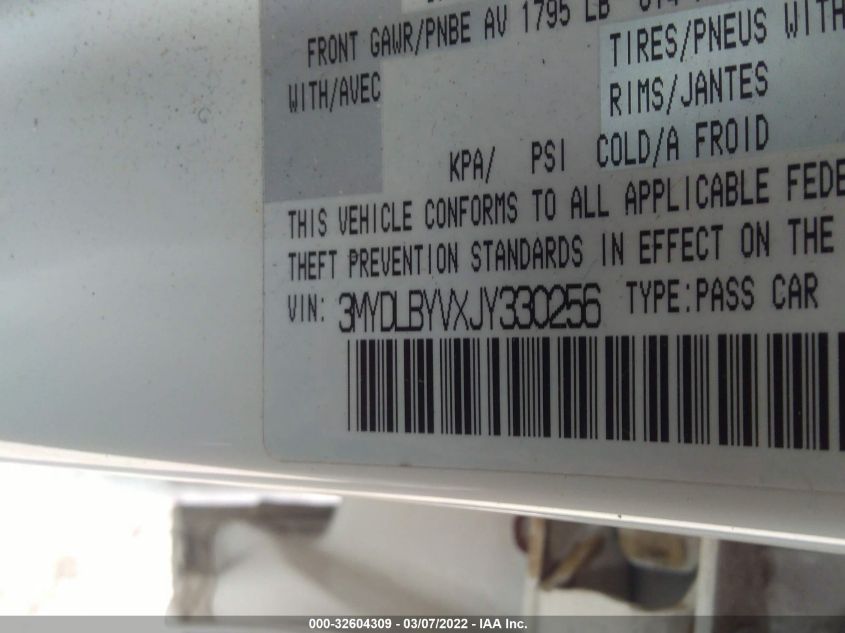 FRONT GAWR/PNBE AV 1795 LB
TIRES/PNEUS WITH
WITH/AVEC
RIMS/JANTES
KPA/ PSI COLD/A FROID
THIS VEHICLE CONFORMS TO ALL APPLICABLE FEDE
THEFT PREVENTION STANDARDS IN EFFECT ON THE
VIN: 3MYDLBYVXJY330256 TYPE:PASS CAR
000-32604309 - 03/07/2022 - IAA Inc.